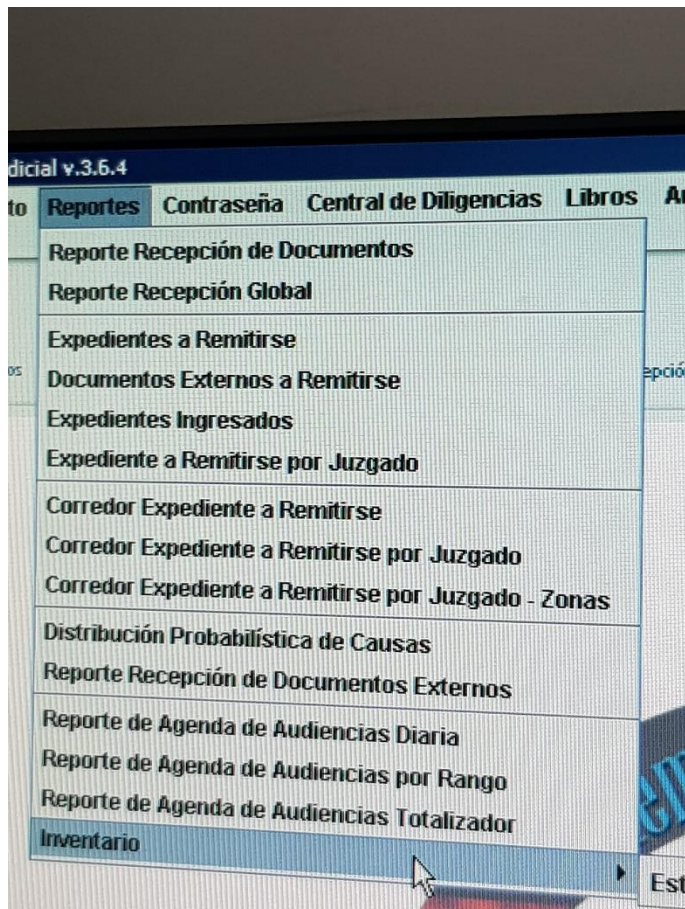 dicial v.3.6.4
to Reportes Contraseña Central de Diligencias Libros
Reporte Recepción de Documentos
Reporte Recepción Global
Expedientes a Remitirse
Documentos Externos a Remitirse
Expedientes Ingresados
Expediente a Remitirse por Juzgado
Corredor Expediente a Remitirse
Corredor Expediente a Remitirse por Juzgado
Corredor Expediente a Remitirse por Juzgado - Zonas
Distribución Probabilística de Causas
Reporte Recepción de Documentos Externos
Reporte de Agenda de Audiencias Diaria
Reporte de Agenda de Audiencias por Rango
Reporte de Agenda de Audiencias Totalizador
Inventario
Est
os
epció